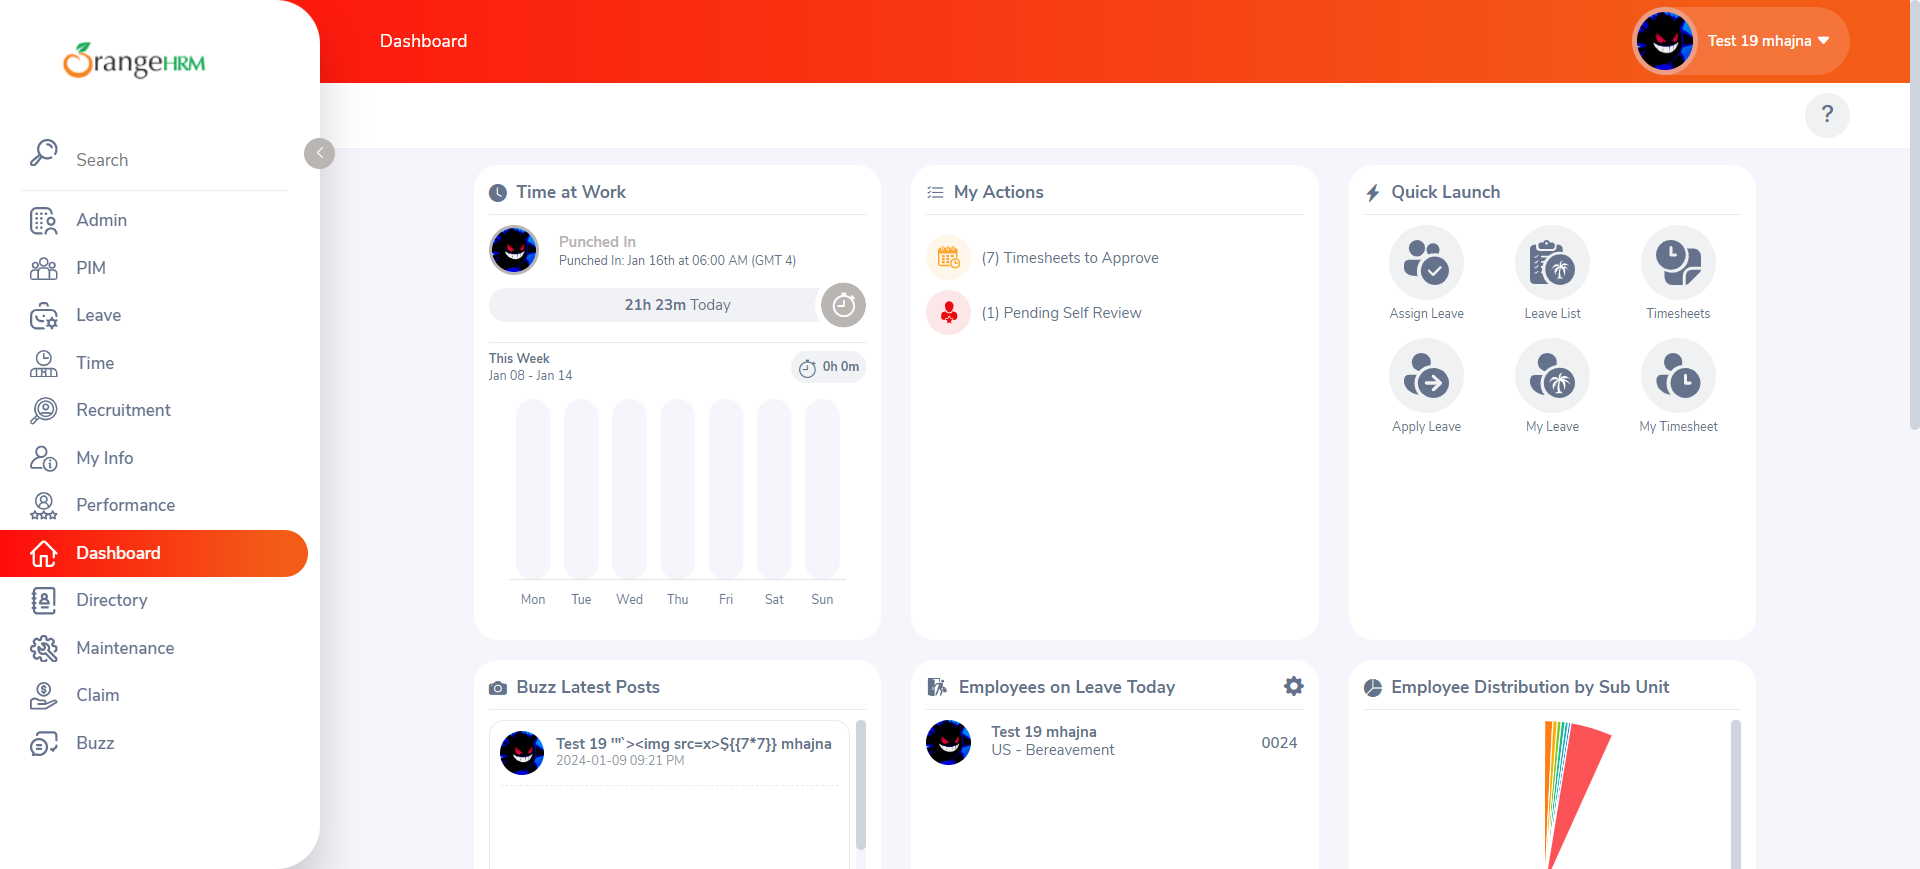 OrangeHRM
Dashboard
Test 19 mhajna
?
Search
Admin
PIM
Leave
Time
Recruitment
My Info
Performance
Dashboard
Directory
Maintenance
Claim
Buzz
Time at Work
Punched In
Punched In: Jan 16th at 06:00 AM (GMT 4)
21h 23m Today
This Week
Jan 08 - Jan 14
0h 0m
Mon Tue Wed Thu Fri Sat Sun
My Actions
(7) Timesheets to Approve
(1) Pending Self Review
Quick Launch
Assign Leave Leave List Timesheets
Apply Leave My Leave My Timesheet
Buzz Latest Posts
Test 19 '"`><img src=x>${{7*7}} mhajna
2024-01-09 09:21 PM
Employees on Leave Today
Test 19 mhajna
US - Bereavement
0024
Employee Distribution by Sub Unit